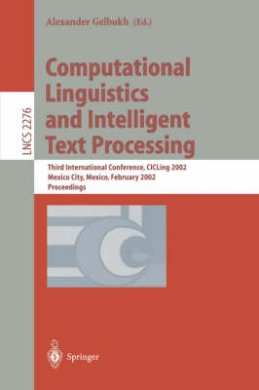 Alexander Gelbukh (Ed.)
LNCS 2276
Computational
Linguistics
and Intelligent
Text Processing
Third International Conference, CICLing 2002
Mexico City, Mexico, February 2002
Proceedings
Springer